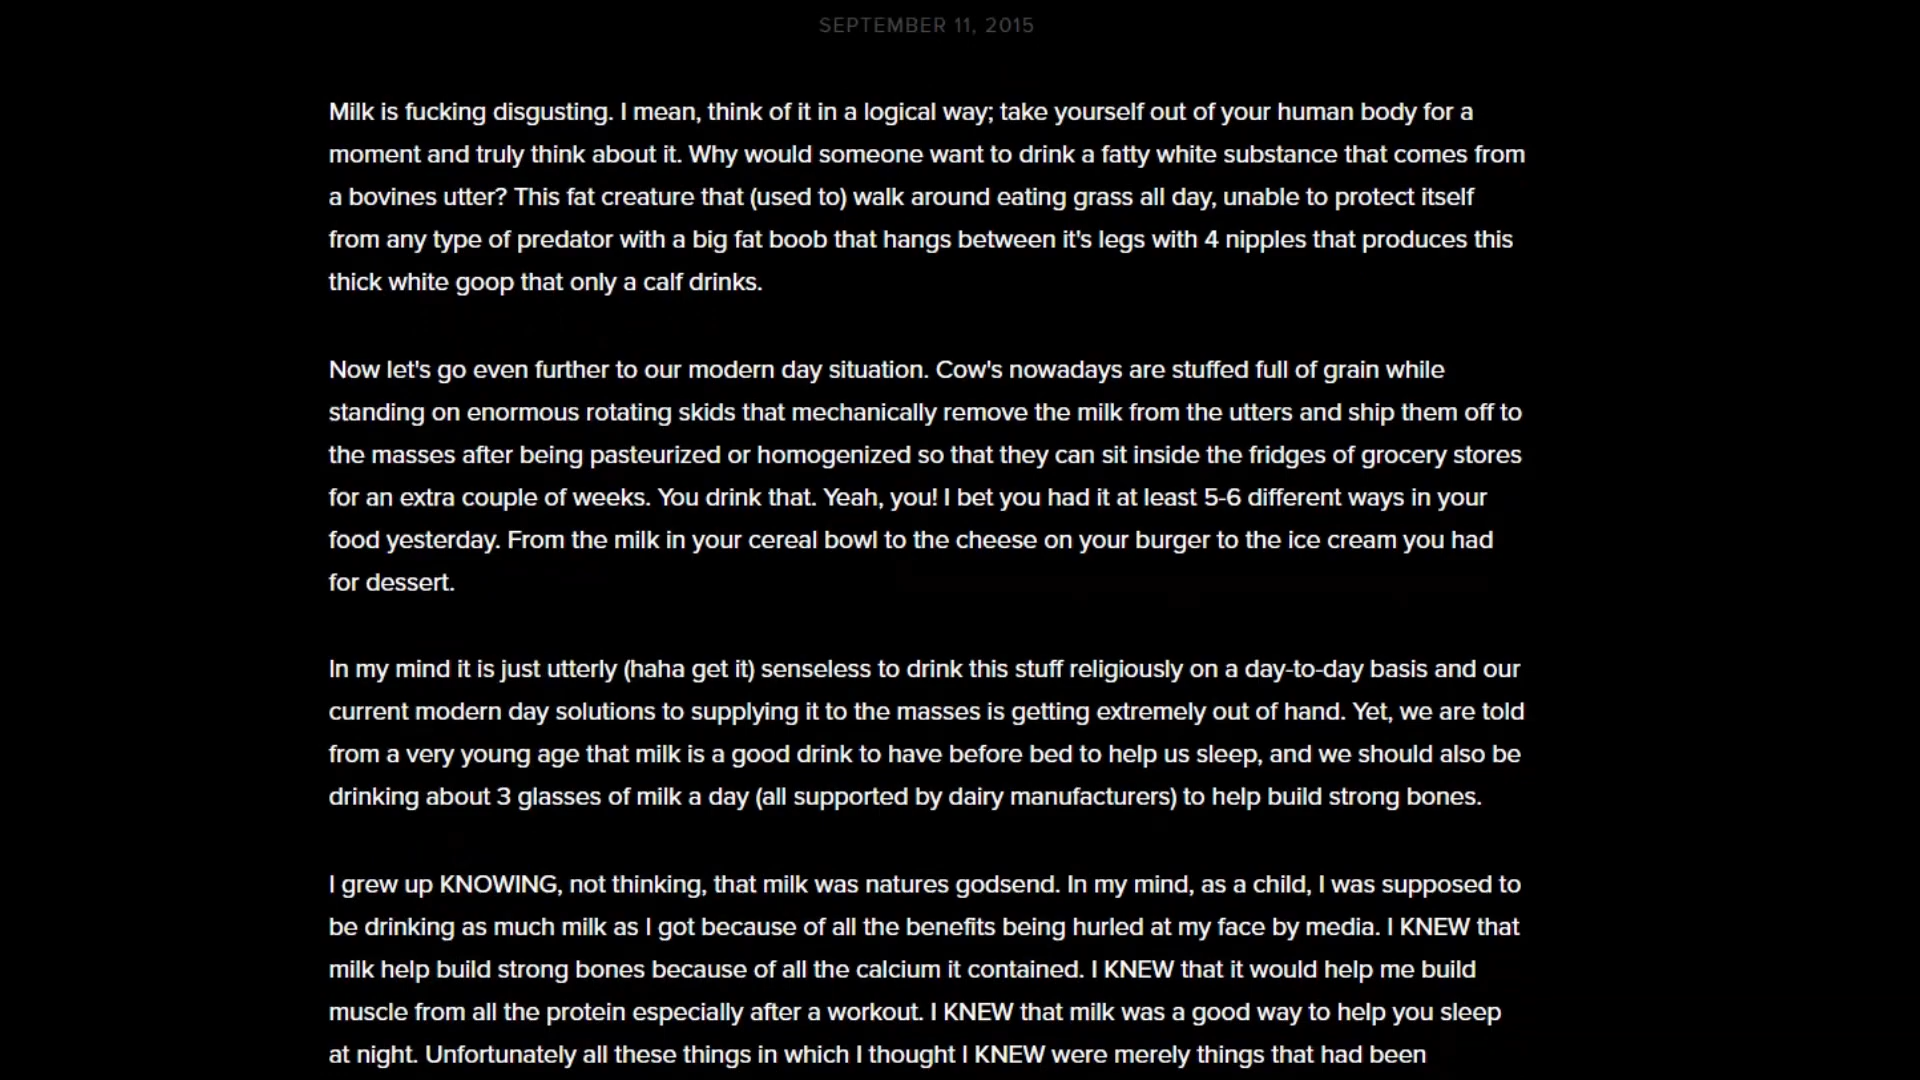 SEPTEMBER 11, 2015
Milk is fucking disgusting. I mean, think of it in a logical way; take yourself out of your human body for a
moment and truly think about it. Why would someone want to drink a fatty white substance that comes from
a bovines utter? This fat creature that (used to) walk around eating grass all day, unable to protect itself
from any type of predator with a big fat boob that hangs between it's legs with 4 nipples that produces this
thick white goop that only a calf drinks.
Now let's go even further to our modern day situation. Cow's nowadays are stuffed full of grain while
standing on enormous rotating skids that mechanically remove the milk from the utters and ship them off to
the masses after being pasteurized or homogenized so that they can sit inside the fridges of grocery stores
for an extra couple of weeks. You drink that. Yeah, you! I bet you had it at least 5-6 different ways in your
food yesterday. From the milk in your cereal bowl to the cheese on your burger to the ice cream you had
for dessert.
In my mind it is just utterly (haha get it) senseless to drink this stuff religiously on a day-to-day basis and our
current modern day solutions to supplying it to the masses is getting extremely out of hand. Yet, we are told
from a very young age that milk is a good drink to have before bed to help us sleep, and we should also be
drinking about 3 glasses of milk a day (all supported by dairy manufacturers) to help build strong bones.
I grew up KNOWING, not thinking, that milk was natures godsend. In my mind, as a child, I was supposed to
be drinking as much milk as I got because of all the benefits being hurled at my face by media. I KNEW that
milk help build strong bones because of all the calcium it contained. I KNEW that it would help me build
muscle from all the protein especially after a workout. I KNEW that milk was a good way to help you sleep
at night. Unfortunately all these things in which I thought I KNEW were merely things that had been